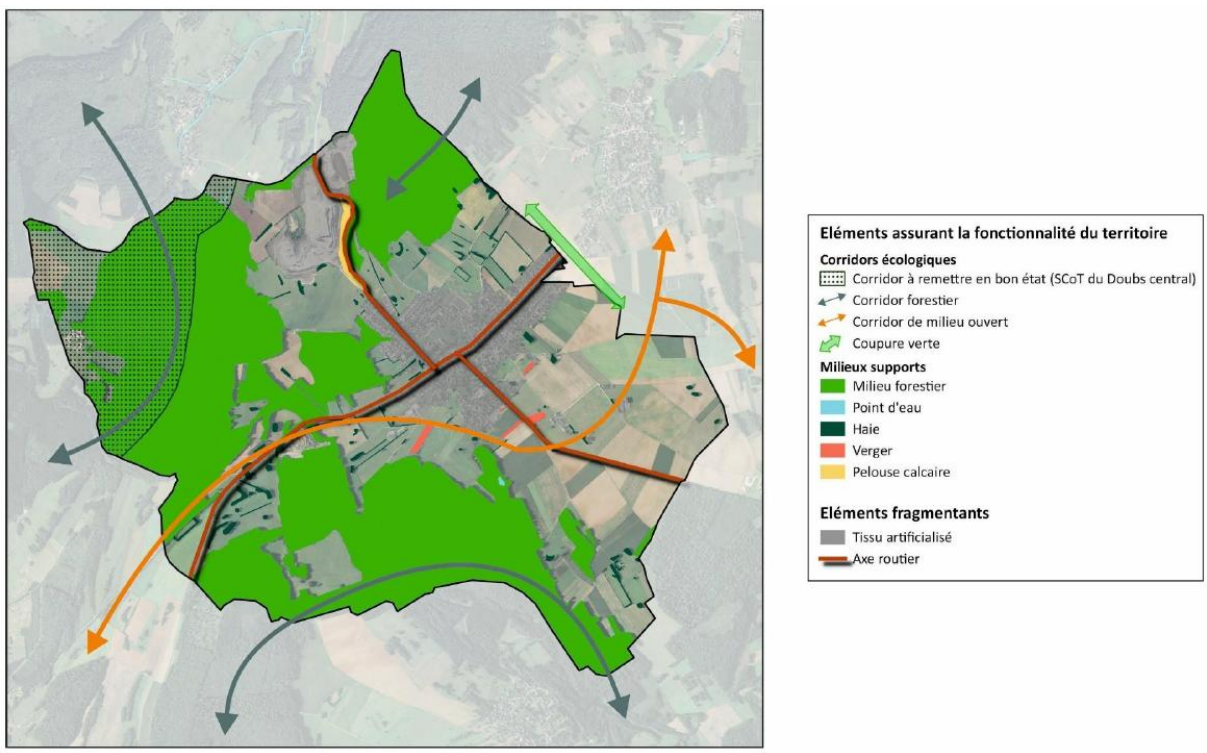 Eléments assurant la fonctionnalité du territoire
Corridors écologiques
Corridor à remettre en bon état (SCoT du Doubs central)
Corridor forestier
Corridor de milieu ouvert
Coupure verte
Milieux supports
Milieu forestier
Point d'eau
Haie
Verger
Pelouse calcaire
Eléments fragmentants
Tissu artificialisé
Axe routier